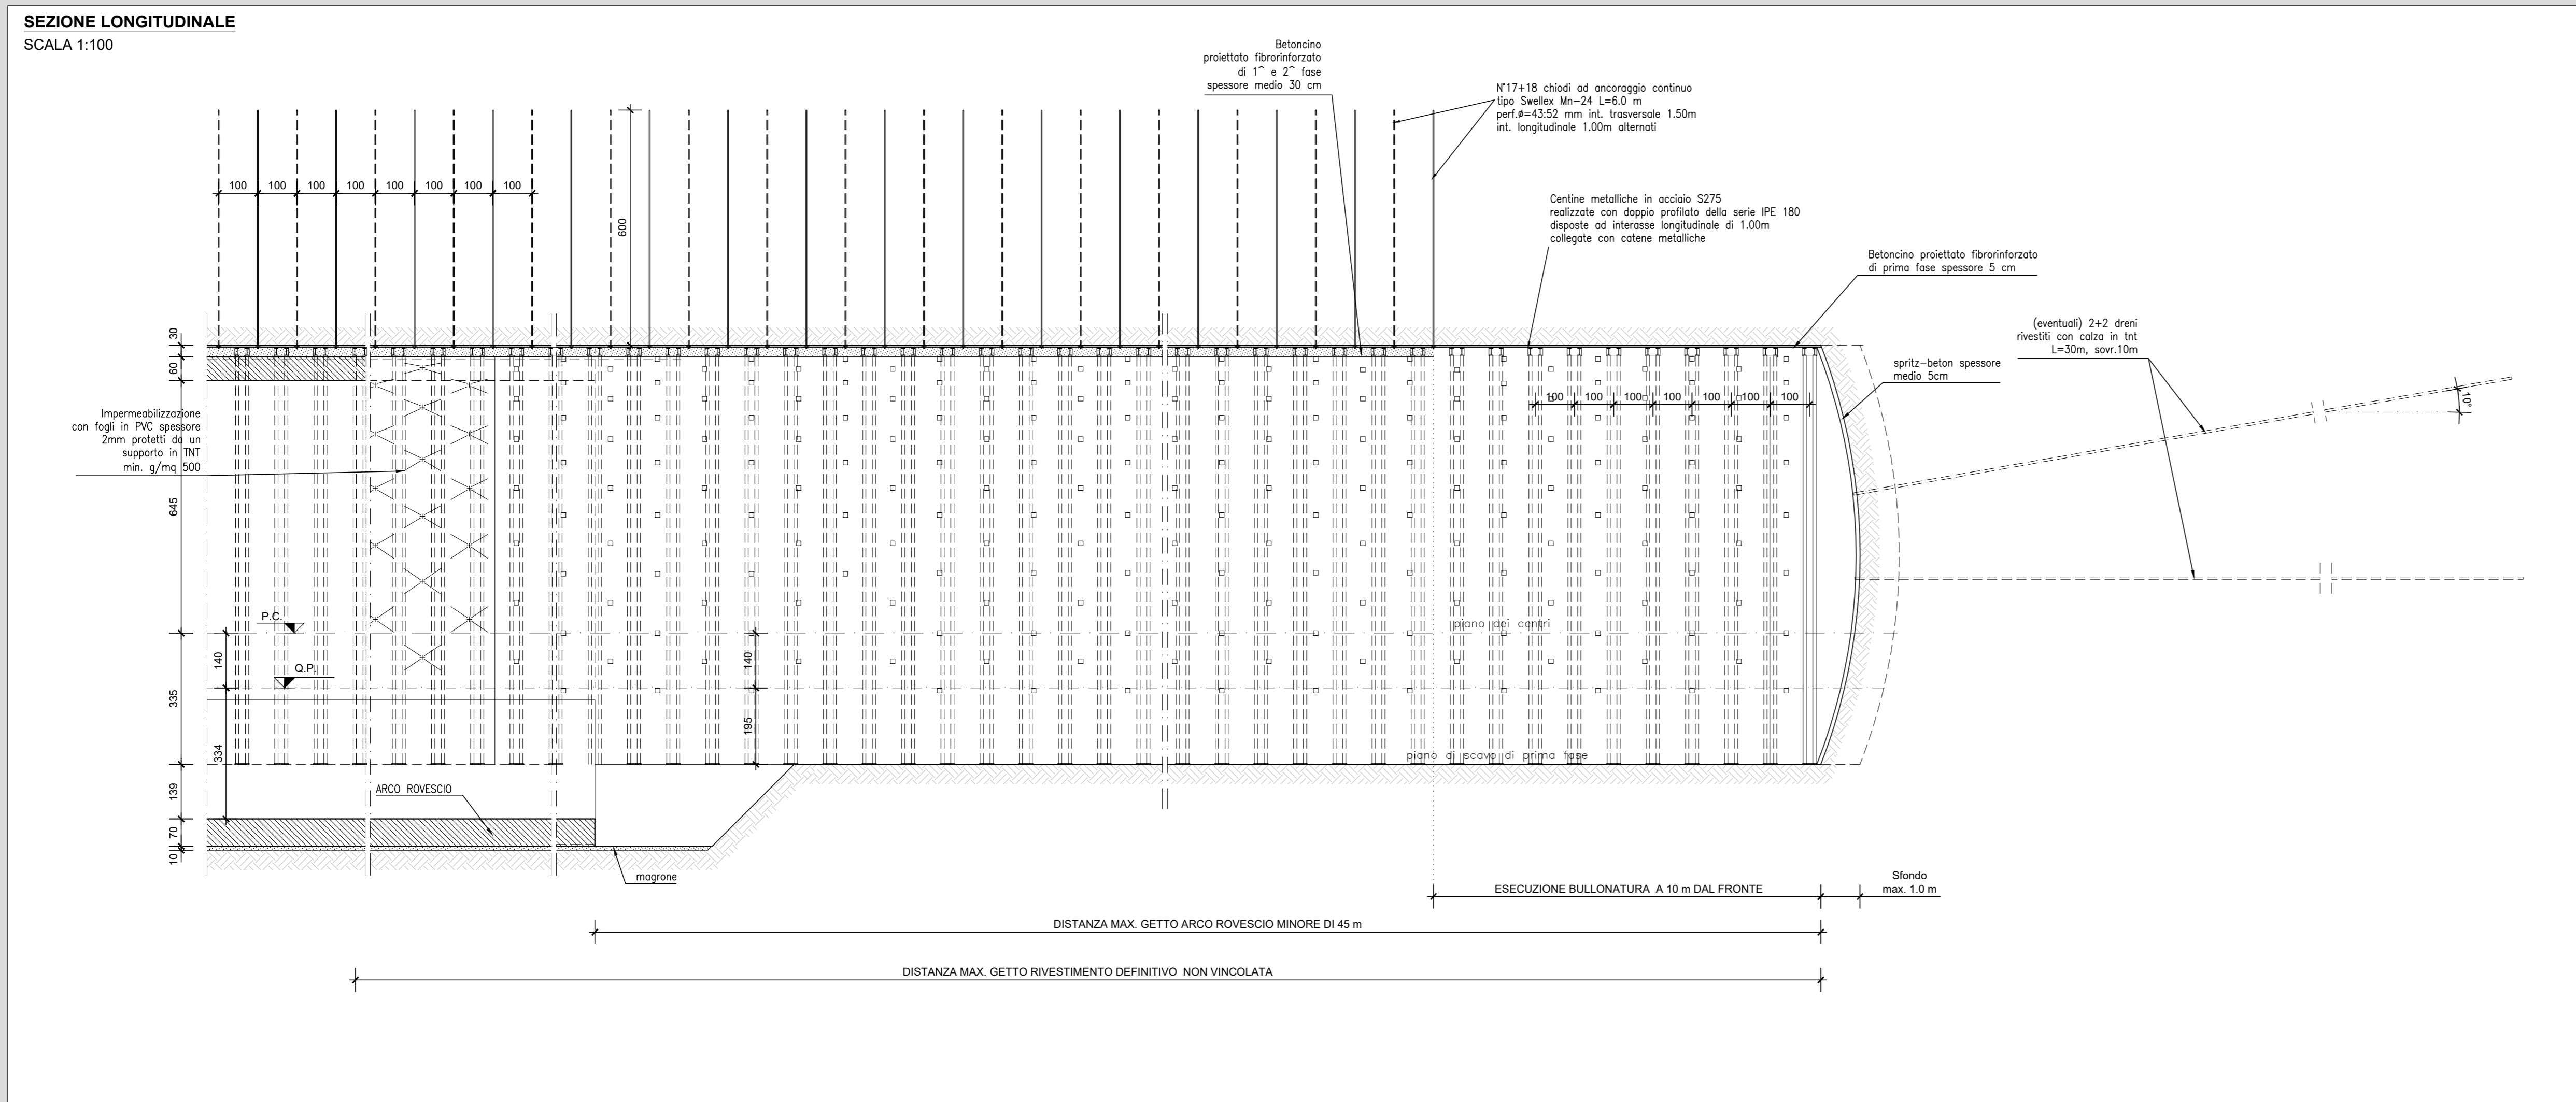 SEZIONE LONGITUDINALE
SCALA 1:100
Betoncino
proiettato fibrorinforzato
di 1^ e 2^ fase
spessore medio 30 cm
N°17+18 chiodi ad ancoraggio continuo
tipo Swellex Mn-24 L=6.0 m
perf.ø=43:52 mm int. trasversale 1.50m
int. longitudinale 1.00m alternati
100 100 100 100 100 100 100 100
600
Centine metalliche in acciaio S275
realizzate con doppio profilato della serie IPE 180
disposte ad interasse longitudinale di 1.00m
collegate con catene metalliche
Betoncino proiettato fibrorinforzato
di prima fase spessore 5 cm
(eventuali) 2+2 dreni
rivestiti con calza in tnt
L=30m, sovr.10m
spritz-beton spessore
medio 5cm
10°
30
60
645
335
139
70
10
100 100 100 100 100 100 100
Impermeabilizzazione
con fogli in PVC spessore
2mm protetti da un
supporto in TNT
min. g/mq 500
P.C.
Q.P.
140
334
140
195
piano dei centri
piano di scavo di prima fase
ARCO ROVESCIO
magrone
ESECUZIONE BULLONATURA A 10 m DAL FRONTE
Sfondo
max. 1.0 m
DISTANZA MAX. GETTO ARCO ROVESCIO MINORE DI 45 m
DISTANZA MAX. GETTO RIVESTIMENTO DEFINITIVO NON VINCOLATA